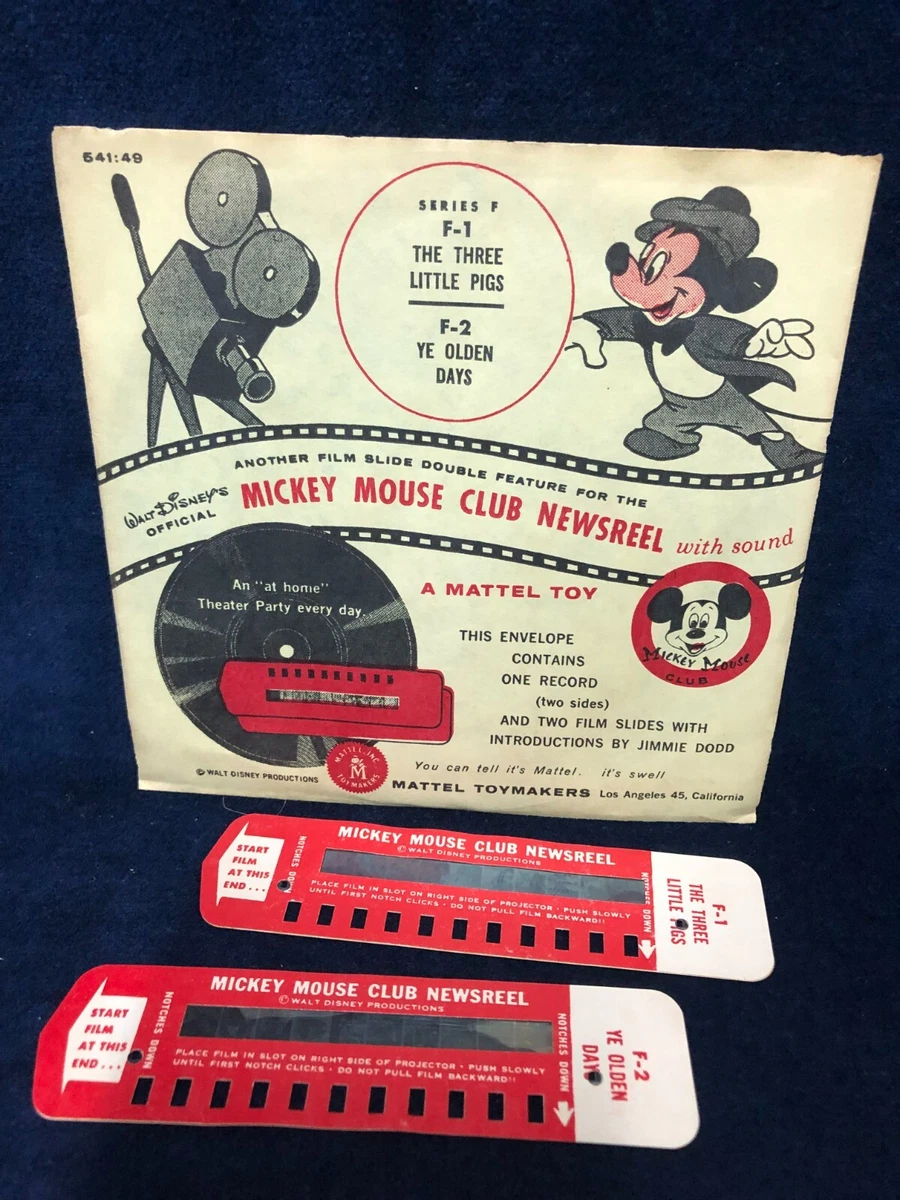 541:49
SERIES F
F-1
THE THREE
LITTLE PIGS
F-2
YE OLDEN
DAYS
ANOTHER FILM SLIDE DOUBLE FEATURE FOR THE
WALT DISNEY'S
OFFICIAL
MICKEY MOUSE CLUB NEWSREEL with sound
An "at home"
Theater Party every day.
A MATTEL TOY
THIS ENVELOPE
CONTAINS
ONE RECORD
(two sides)
AND TWO FILM SLIDES WITH
INTRODUCTIONS BY JIMMIE DODD
MICKEY MOUSE
CLUB
You can tell it's Mattel. it's swell
© WALT DISNEY PRODUCTIONS
MATTEL, INC.
M
TOYMAKERS
MATTEL TOYMAKERS Los Angeles 45, California
START
FILM
AT THIS
END...
NOTCHES DOWN
MICKEY MOUSE CLUB NEWSREEL
© WALT DISNEY PRODUCTIONS
PLACE FILM IN SLOT ON RIGHT SIDE OF PROJECTOR · PUSH SLOWLY
UNTIL FIRST NOTCH CLICKS · DO NOT PULL FILM BACKWARD!!
NOTCHES DOWN
F-1
THE THREE
LITTLE PIGS
START
FILM
AT THIS
END...
NOTCHES DOWN
MICKEY MOUSE CLUB NEWSREEL
© WALT DISNEY PRODUCTIONS
PLACE FILM IN SLOT ON RIGHT SIDE OF PROJECTOR · PUSH SLOWLY
UNTIL FIRST NOTCH CLICKS · DO NOT PULL FILM BACKWARD!!
NOTCHES DOWN
F-2
YE OLDEN
DAYS